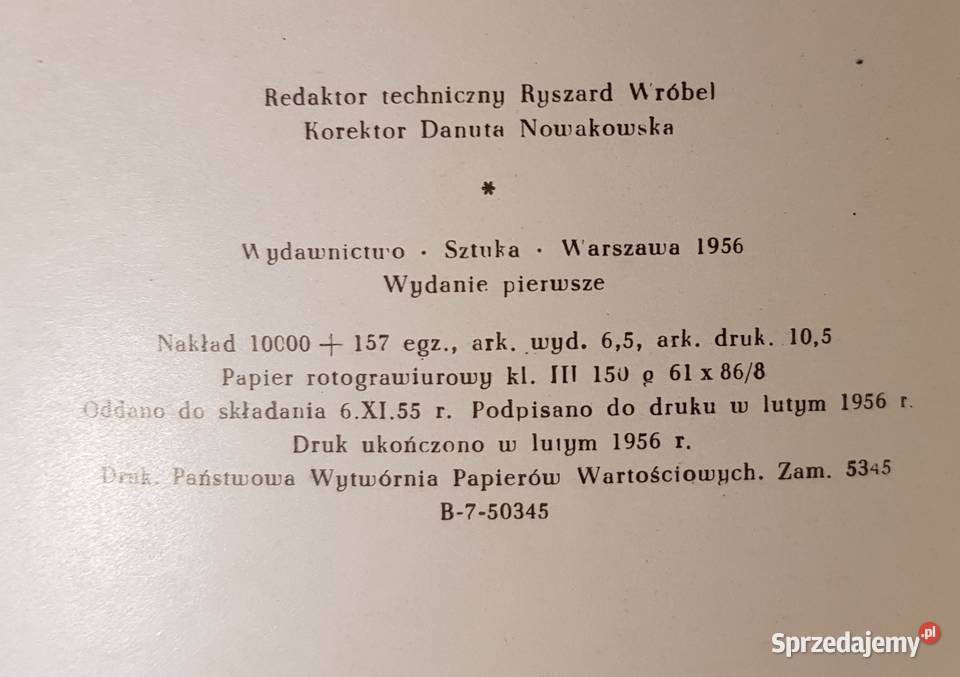 Redaktor techniczny Ryszard Wróbel
Korektor Danuta Nowakowska
*
Wydawnictwo · Sztuka · Warszawa 1956
Wydanie pierwsze
Nakład 10000 + 157 egz., ark. wyd. 6,5, ark. druk. 10,5
Papier rotograwiurowy kl. III 150 g 61 x 86/8
Oddano do składania 6.XI.55 r. Podpisano do druku w lutym 1956 r.
Druk ukończono w lutym 1956 r.
Druk. Państwowa Wytwórnia Papierów Wartościowych. Zam. 5345
B-7-50345
Sprzedajemy.pl